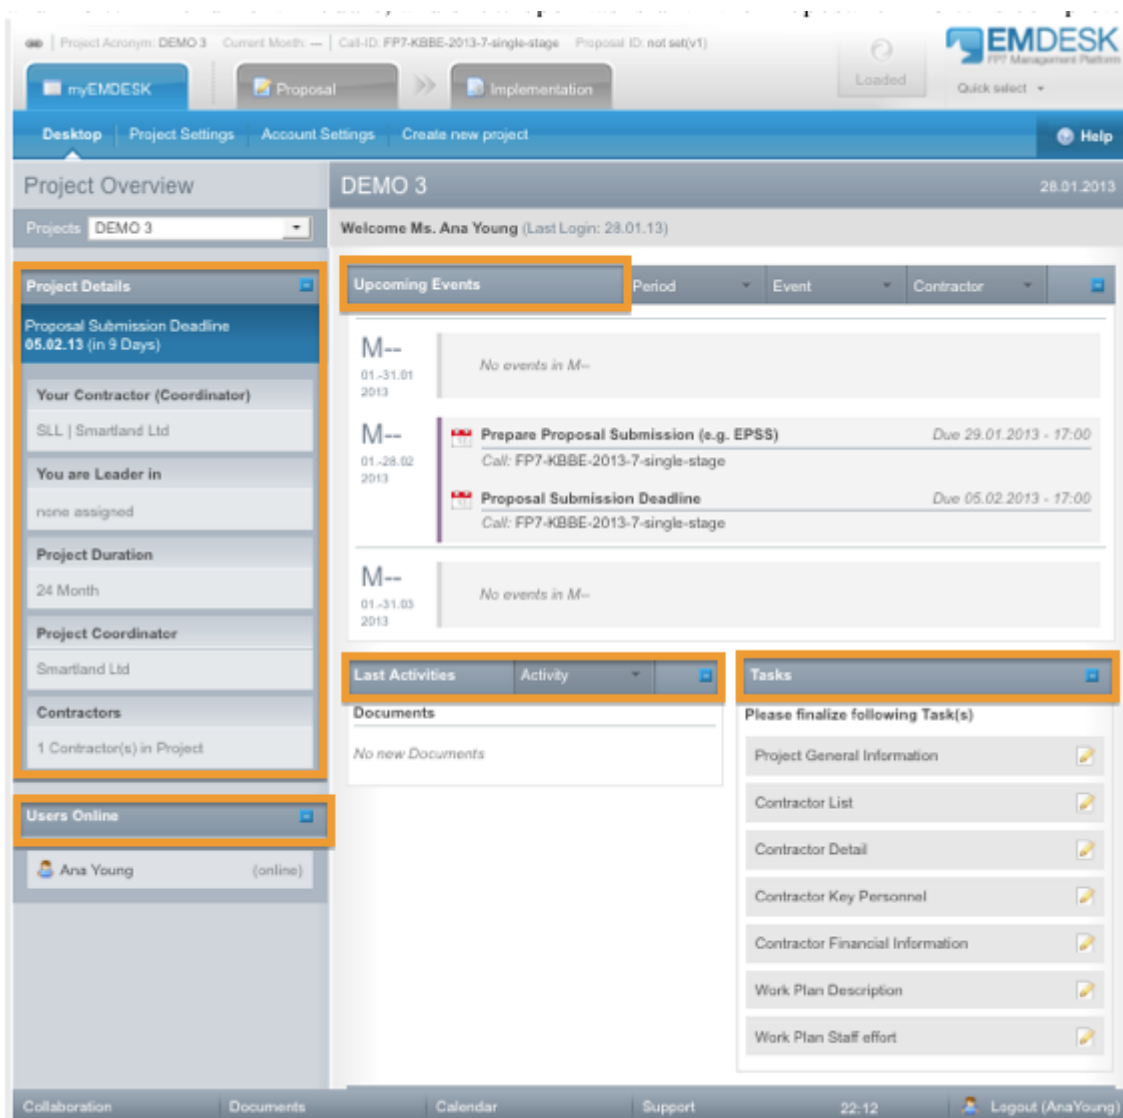 Project Acronym: DEMO 3 Current Month: --- Call-ID: FP7-KBBE-2013-7-single-stage Proposal ID: not set(v1)
EMDESK
FP7 Management Platform
Loaded
Quick select
myEMDESK
Proposal
Implementation
Desktop Project Settings Account Settings Create new project Help
Project Overview
DEMO 3 28.01.2013
Projects DEMO 3
Welcome Ms. Ana Young (Last Login: 28.01.13)
Project Details
Proposal Submission Deadline
05.02.13 (in 9 Days)
Your Contractor (Coordinator)
SLL | Smartland Ltd
You are Leader in
none assigned
Project Duration
24 Month
Project Coordinator
Smartland Ltd
Contractors
1 Contractor(s) in Project
Users Online
Ana Young (online)
Upcoming Events Period Event Contractor
M--
01.-31.01
2013
No events in M--
M--
01.-28.02
2013
Prepare Proposal Submission (e.g. EPSS) Due 29.01.2013 - 17:00
Call: FP7-KBBE-2013-7-single-stage
Proposal Submission Deadline Due 05.02.2013 - 17:00
Call: FP7-KBBE-2013-7-single-stage
M--
01.-31.03
2013
No events in M--
Last Activities Activity
Documents
No new Documents
Tasks
Please finalize following Task(s)
Project General Information
Contractor List
Contractor Detail
Contractor Key Personnel
Contractor Financial Information
Work Plan Description
Work Plan Staff effort
Collaboration Documents Calendar Support 22:12 Logout (AnaYoung)